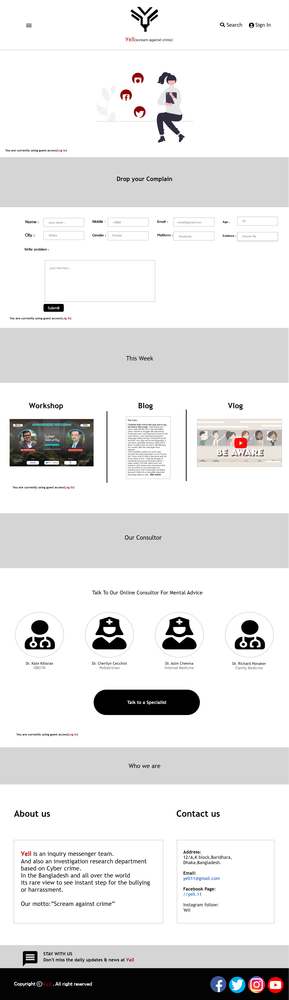 Search
Sign In
Yell(scream against crime)
You are currently using guest access(Log In)
Drop your Complain
Name :
your name....
Mobile :
+0880
Email :
email@gmail.com
Age :
18
City :
Dhaka
Gender :
Female
Platform :
Facebook
Evidence :
choose file
Write problem :
your text here....
Submit
You are currently using guest access(Log In)
This Week
Workshop
AWARENESS PROGRAM
Cyber
Security
Blog
Hey Guys,
I finished high school last year and to say
the least it was tough. I had friends but I
never really felt like I fit in, this intensified
when I started to struggle with depression.
During last year I was exposed to some horrible
cyber abuse. I was receiving anonymous
messages telling me that I should kill myself
and that I was ugly and fat and disgusting. It
was hard, especially because I dealt with it
alone. It really broke me and is still affecting
me, months after the messages have
stopped
This foundation makes me want to get
involved and raise awareness. As an 18 year
old, I know what it's like to feel alone and not
know where to turn. I hate the thought of
somebody having to go through it alone. I
make weekly YouTube videos and I am
hoping to start raising some awareness that
way as well as in my community. I am
reaching out to The Cybersmile Foundation
because I think it is so incredibly important
that being online is safe.. See more
Vlog
BE AWARE
You are currently using guest access(Log In)
Our Consultor
Talk To Our Online Consultor For Mental Advice
Dr. Kate Killoran
OBGYN
Dr. Cherilyn Cecchini
Pediatrician
Dr. Asim Cheema
Internal Medicine
Dr. Richard Honaker
Family Medicine
Talk to a Specialist
You are currently using guest access(Log In)
Who we are
About us
Yell is an inquiry messenger team.
And also an investigation research department
based on Cyber crime.
In the Bangladesh and all over the world
its rare view to see instant step for the bullying
or harrassment.
Our motto:”Scream against crime”
Contact us
Address:
12/A,K block,Baridhara,
Dhaka,Bangladesh.
Email:
yell11@gmail.com
Facebook Page:
//yell.11
Instagram follow:
Yell
STAY WITH US
Don't miss the daily updates & news at Yell
Copyright ©Yell . All right reserved